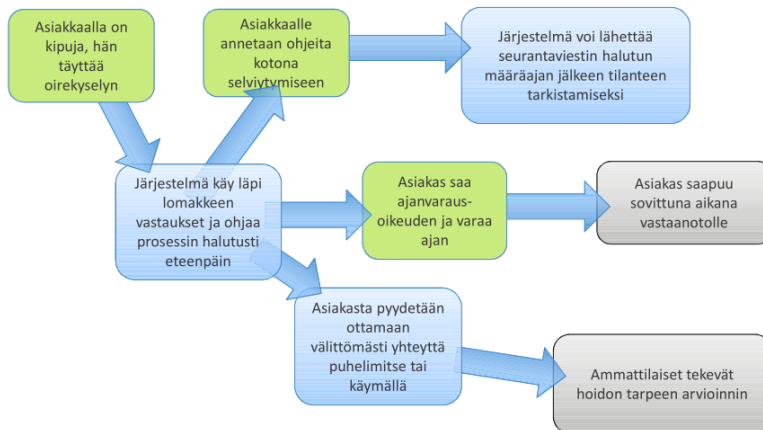 Asiakkaalla on
kipuja, hän
täyttää
oirekyselyn
Asiakkaalle
annetaan ohjeita
kotona
selviytymiseen
Järjestelmä voi lähettää
seurantaviestin halutun
määräajan jälkeen tilanteen
tarkistamiseksi
Järjestelmä käy läpi
lomakkeen
vastaukset ja ohjaa
prosessin halutusti
eteenpäin
Asiakas saa
ajanvaraus-
oikeuden ja varaa
ajan
Asiakas saapuu
sovittuna aikana
vastaanotolle
Asiakasta pyydetään
ottamaan
välittömästi yhteyttä
puhelimitse tai
käymällä
Ammattilaiset tekevät
hoidon tarpeen arvioinnin